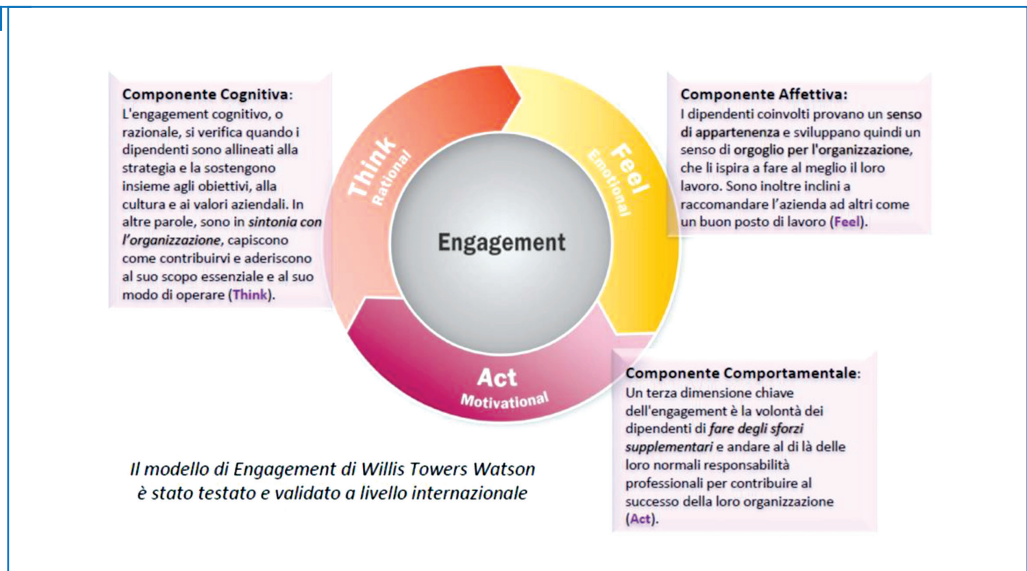 Componente Cognitiva:
L'engagement cognitivo, o
razionale, si verifica quando i
dipendenti sono allineati alla
strategia e la sostengono
insieme agli obiettivi, alla
cultura e ai valori aziendali. In
altre parole, sono in sintonia con
l'organizzazione, capiscono
come contribuirvi e aderiscono
al suo scopo essenziale e al suo
modo di operare (Think).
Think
Rational
Feel
Emotional
Engagement
Act
Motivational
Componente Affettiva:
I dipendenti coinvolti provano un senso
di appartenenza e sviluppano quindi un
senso di orgoglio per l'organizzazione,
che li ispira a fare al meglio il loro
lavoro. Sono inoltre inclini a
raccomandare l’azienda ad altri come
un buon posto di lavoro (Feel).
Componente Comportamentale:
Un terza dimensione chiave
dell'engagement è la volontà dei
dipendenti di fare degli sforzi
supplementari e andare al di là delle
loro normali responsabilità
professionali per contribuire al
successo della loro organizzazione
(Act).
Il modello di Engagement di Willis Towers Watson
è stato testato e validato a livello internazionale